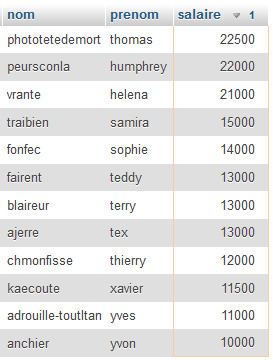 nom prenom salaire 1
phototetedemort thomas 22500
peursconla humphrey 22000
vrante helena 21000
traibien samira 15000
fonfec sophie 14000
fairent teddy 13000
blaireur terry 13000
ajerre tex 13000
chmonfisse thierry 12000
kaecoute xavier 11500
adrouille-toutltan yves 11000
anchier yvon 10000